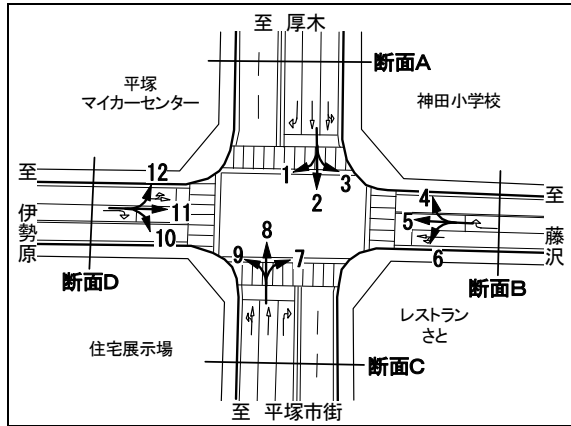 至 厚木
断面A
平塚
マイカーセンター
神田小学校
至
伊
勢
原
12
11
10
1
2
3
4
5
6
至
藤
沢
8
9
7
断面D
断面B
住宅展示場
レストラン
さと
断面C
至 平塚市街